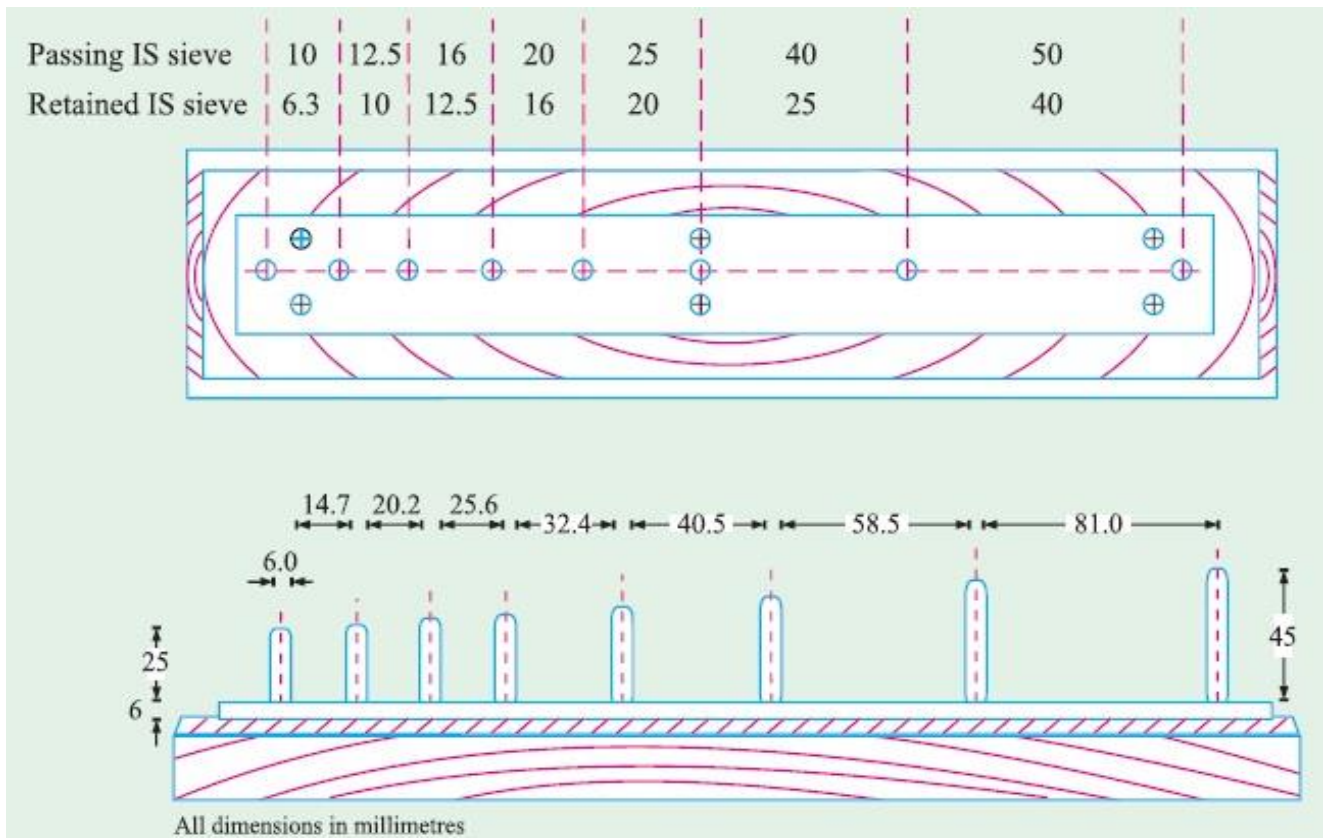 Passing IS sieve 10 12.5 16 20 25 40 50
Retained IS sieve 6.3 10 12.5 16 20 25 40
14.7 20.2 25.6 32.4 40.5 58.5 81.0
6.0
25
45
6
All dimensions in millimetres